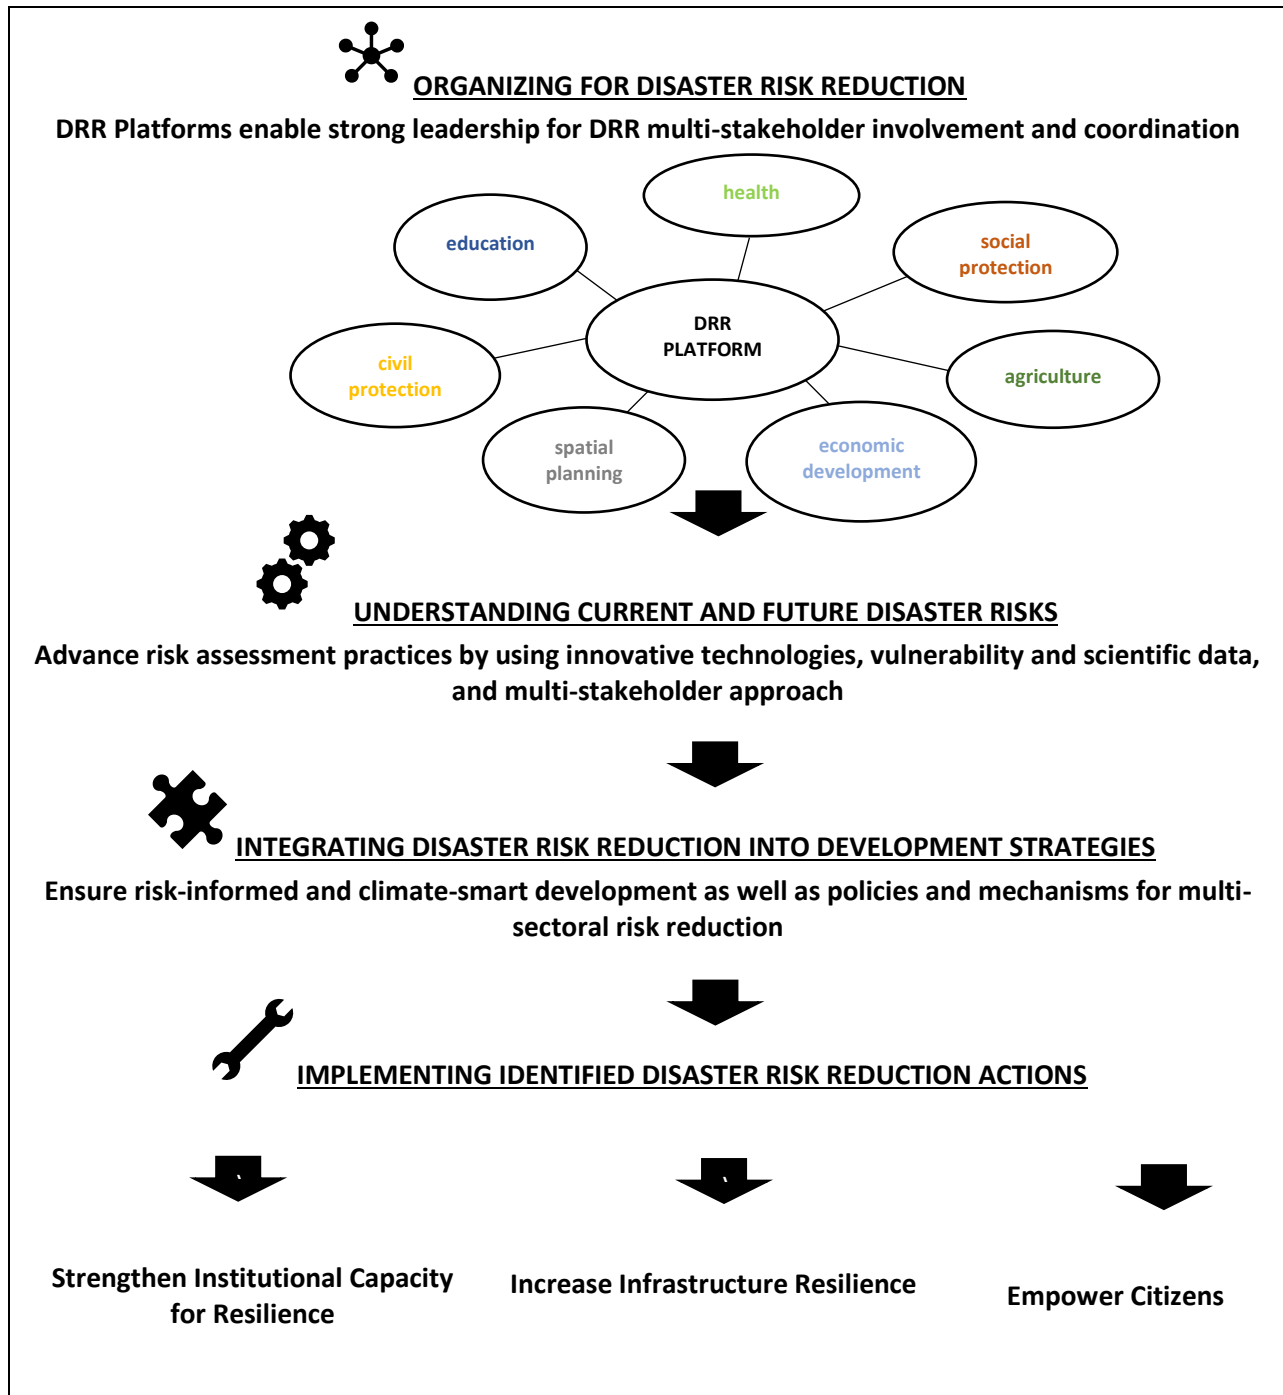 ORGANIZING FOR DISASTER RISK REDUCTION
DRR Platforms enable strong leadership for DRR multi-stakeholder involvement and coordination
health
education
social
protection
DRR
PLATFORM
civil
protection
agriculture
spatial
planning
economic
development
UNDERSTANDING CURRENT AND FUTURE DISASTER RISKS
Advance risk assessment practices by using innovative technologies, vulnerability and scientific data,
and multi-stakeholder approach
INTEGRATING DISASTER RISK REDUCTION INTO DEVELOPMENT STRATEGIES
Ensure risk-informed and climate-smart development as well as policies and mechanisms for multi-
sectoral risk reduction
IMPLEMENTING IDENTIFIED DISASTER RISK REDUCTION ACTIONS
Strengthen Institutional Capacity
for Resilience
Increase Infrastructure Resilience
Empower Citizens